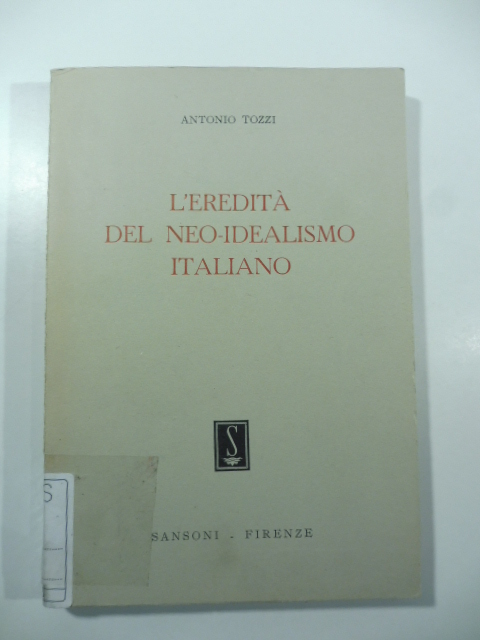 ANTONIO TOZZI
L'EREDITÀ
DEL NEO-IDEALISMO
ITALIANO
S
S
SANSONI - FIRENZE